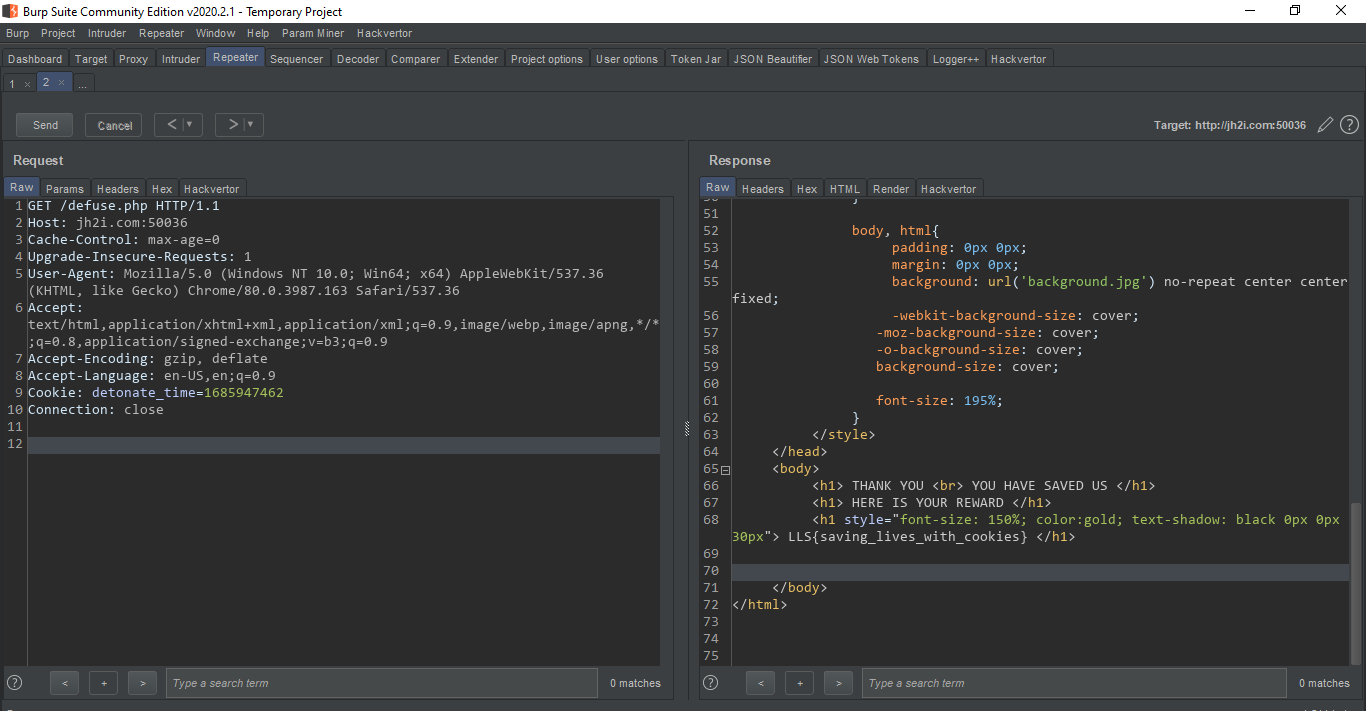 Burp Suite Community Edition v2020.2.1 - Temporary Project
Burp Project Intruder Repeater Window Help Param Miner Hackvertor
Dashboard Target Proxy Intruder Repeater Sequencer Decoder Comparer Extender Project options User options Token Jar JSON Beautifier JSON Web Tokens Logger++ Hackvertor
1 × 2 × ...
Send Cancel < | ▼ > | ▼ Target: http://jh2i.com:50036 ?
Request
Raw Params Headers Hex Hackvertor
1 GET /defuse.php HTTP/1.1
2 Host: jh2i.com:50036
3 Cache-Control: max-age=0
4 Upgrade-Insecure-Requests: 1
5 User-Agent: Mozilla/5.0 (Windows NT 10.0; Win64; x64) AppleWebKit/537.36
(KHTML, like Gecko) Chrome/80.0.3987.163 Safari/537.36
6 Accept:
text/html,application/xhtml+xml,application/xml;q=0.9,image/webp,image/apng,*/*
;q=0.8,application/signed-exchange;v=b3;q=0.9
7 Accept-Encoding: gzip, deflate
8 Accept-Language: en-US,en;q=0.9
9 Cookie: detonate_time=1685947462
10 Connection: close
11
12
? < + > Type a search term 0 matches
Response
Raw Headers Hex HTML Render Hackvertor
50 }
51
52 body, html{
53 padding: 0px 0px;
54 margin: 0px 0px;
55 background: url('background.jpg') no-repeat center center
fixed;
56 -webkit-background-size: cover;
57 -moz-background-size: cover;
58 -o-background-size: cover;
59 background-size: cover;
60
61 font-size: 195%;
62 }
63 </style>
64 </head>
65 <body>
66 <h1> THANK YOU <br> YOU HAVE SAVED US </h1>
67 <h1> HERE IS YOUR REWARD </h1>
68 <h1 style="font-size: 150%; color:gold; text-shadow: black 0px 0px
30px"> LLS{saving_lives_with_cookies} </h1>
69
70
71 </body>
72 </html>
73
74
75
? < + > Type a search term 0 matches